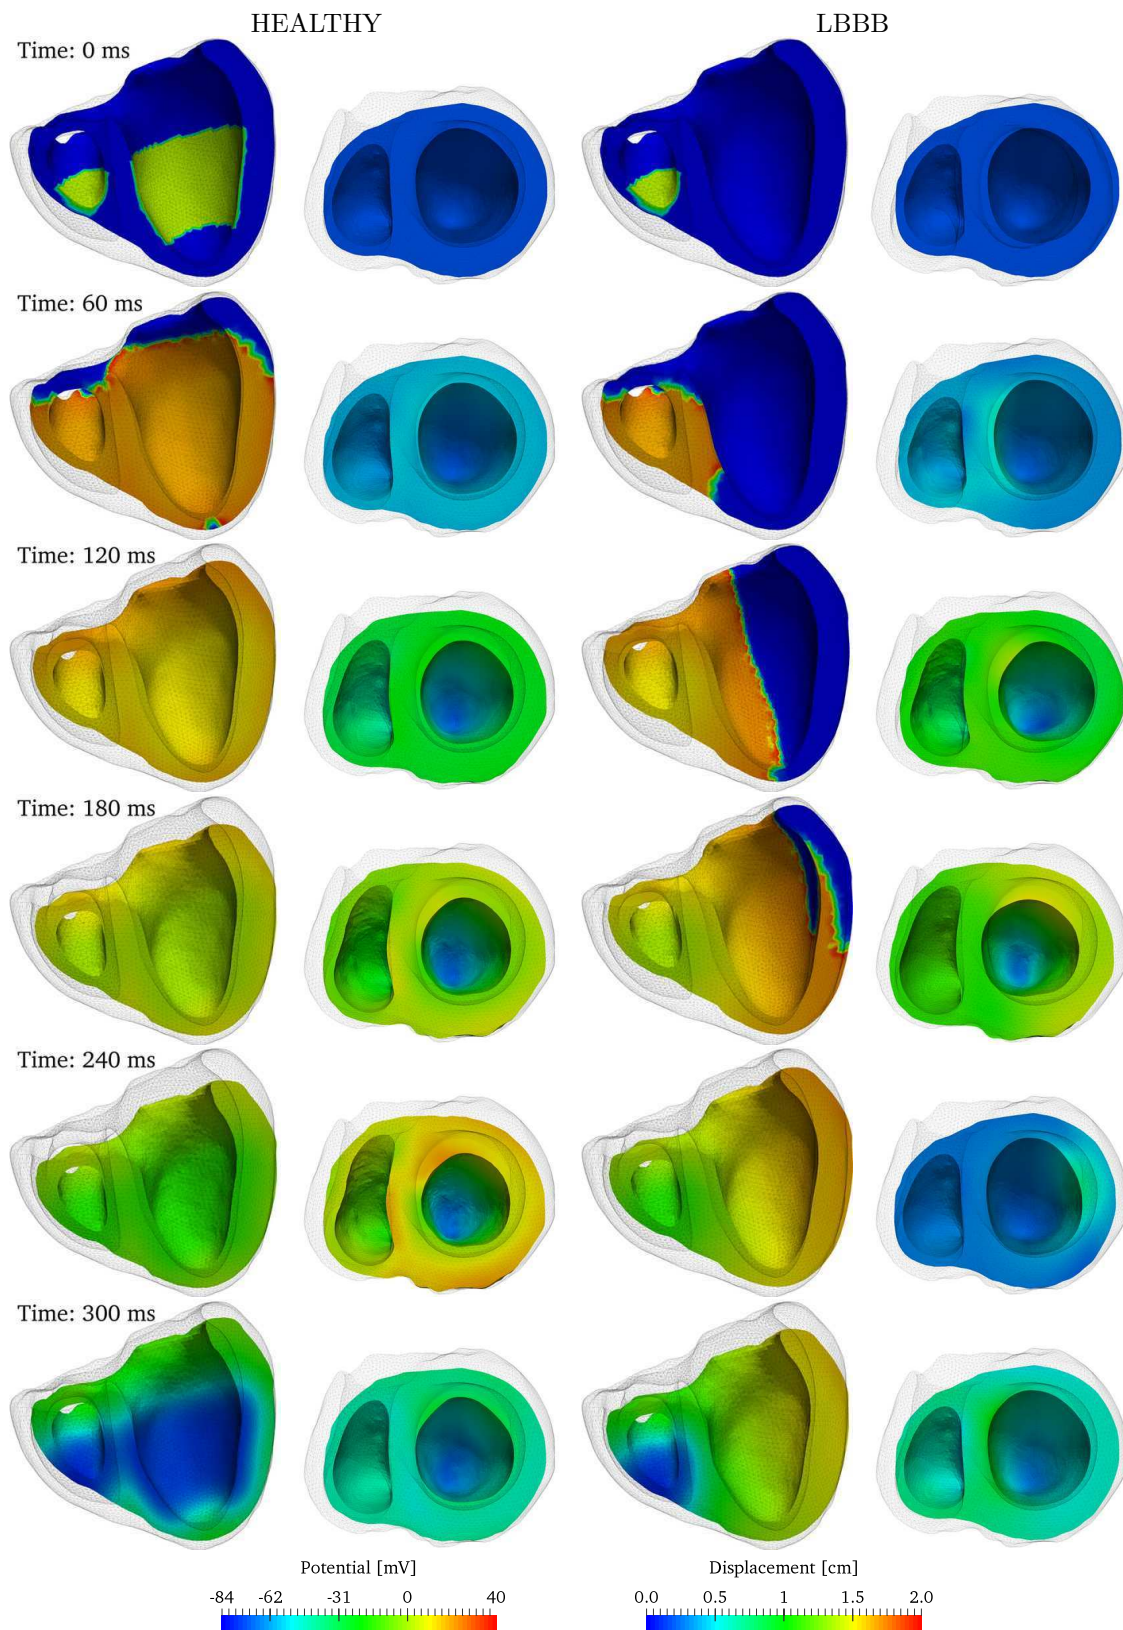 HEALTHY LBBB
Time: 0 ms
Time: 60 ms
Time: 120 ms
Time: 180 ms
Time: 240 ms
Time: 300 ms
Potential [mV] Displacement [cm]
-84 -62 -31 0 40 0.0 0.5 1 1.5 2.0